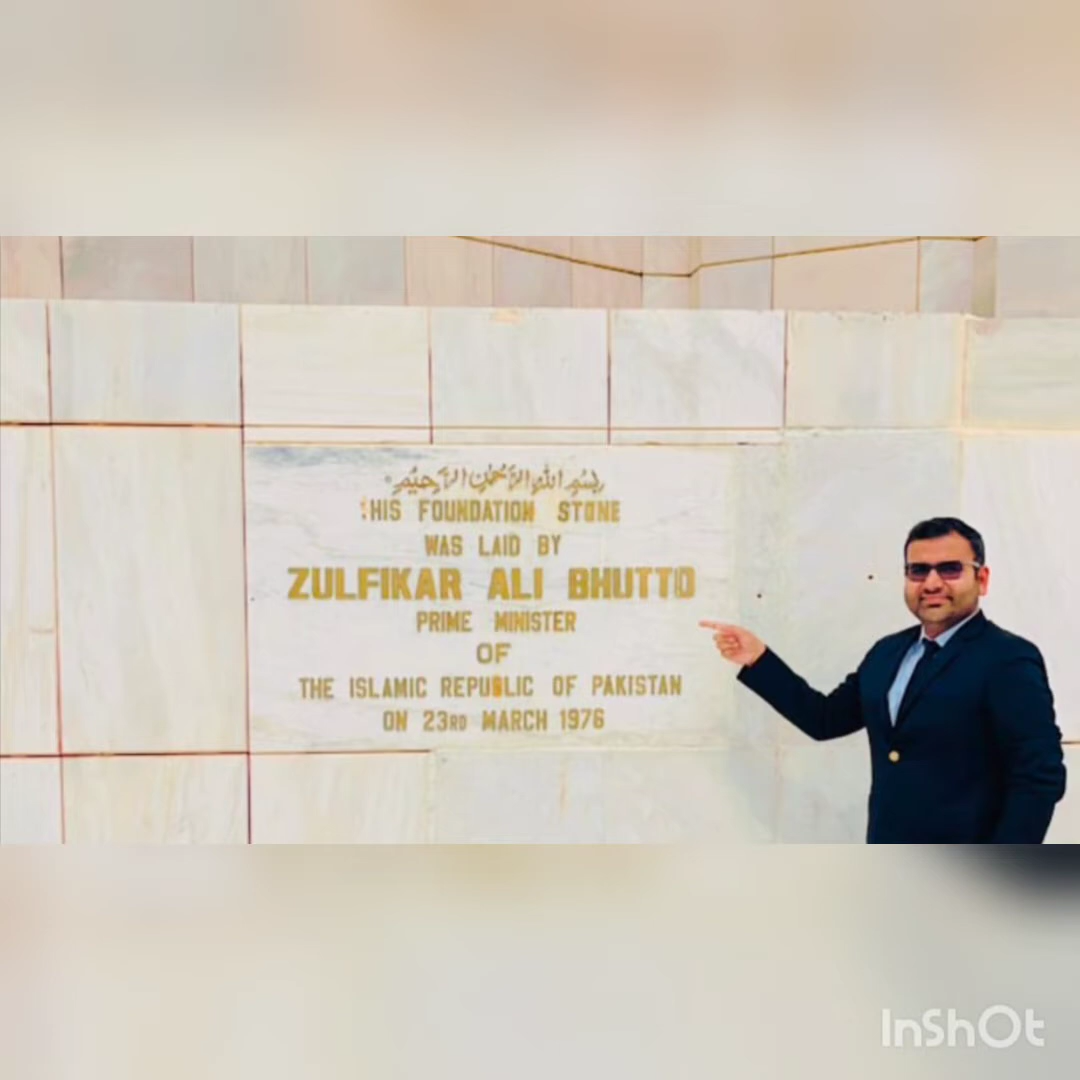 بسم الله الرحمن الرحيم
HIS FOUNDATION STONE
WAS LAID BY
ZULFIKAR ALI BHUTTO
PRIME MINISTER
OF
THE ISLAMIC REPUBLIC OF PAKISTAN
ON 23RD MARCH 1976
InShOt